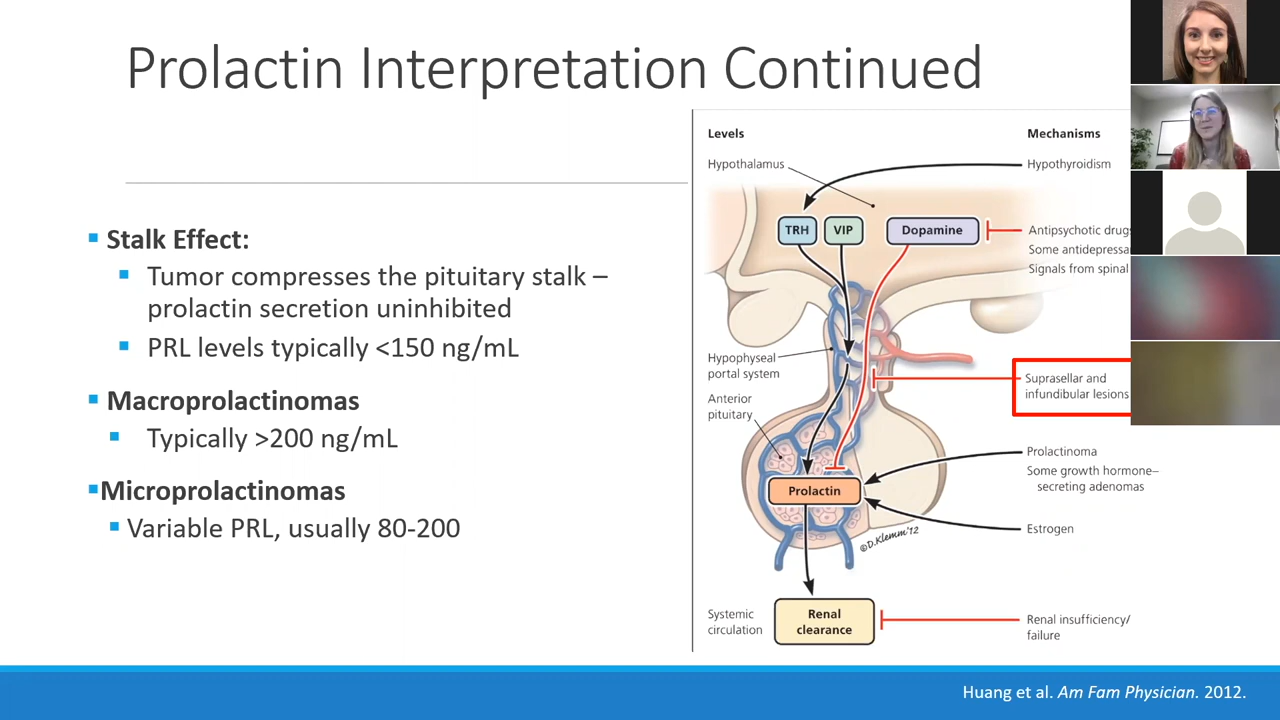 Prolactin Interpretation Continued
▪ Stalk Effect:
▪ Tumor compresses the pituitary stalk –
prolactin secretion uninhibited
▪ PRL levels typically <150 ng/mL
▪ Macroprolactinomas
▪ Typically >200 ng/mL
▪ Microprolactinomas
▪ Variable PRL, usually 80-200
Levels
Mechanisms
Hypothalamus
Hypothyroidism
TRH
VIP
Dopamine
Antipsychotic drugs
Some antidepressa
Signals from spinal
Hypophyseal
portal system
Suprasellar and
infundibular lesions
Anterior
pituitary
Prolactinoma
Some growth hormone–
secreting adenomas
Prolactin
Estrogen
©D.Klemm'12
Systemic
circulation
Renal
clearance
Renal insufficiency/
failure
Huang et al. Am Fam Physician. 2012.